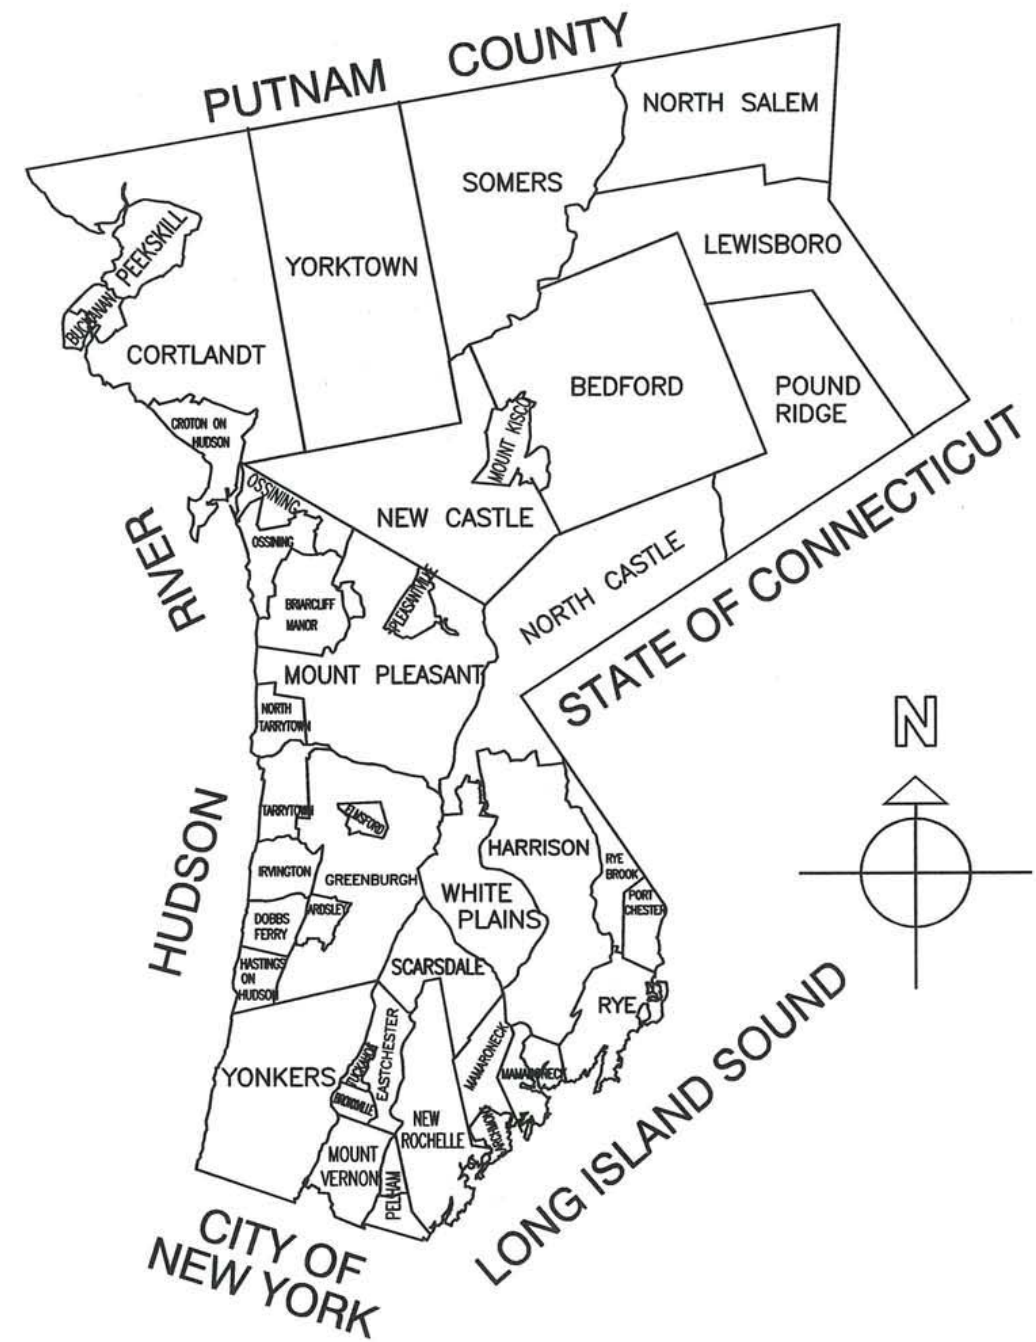 PUTNAM COUNTY
NORTH SALEM
SOMERS
LEWISBORO
PEEKSKILL
YORKTOWN
BUCHANAN
CORTLANDT
BEDFORD
POUND
RIDGE
CROTON ON
HUDSON
MOUNT KISCO
OSSINING
NEW CASTLE
OSSINING
NORTH CASTLE
STATE OF CONNECTICUT
RIVER
PLEASANTVILLE
BRIARCLIFF
MANOR
MOUNT PLEASANT
NORTH
TARRYTOWN
N
HUDSON
TARRYTOWN
ELMSFORD
HARRISON
RYE
BROOK
IRVINGTON
GREENBURGH
WHITE
PLAINS
PORT
CHESTER
ARDSLEY
DOBBS
FERRY
HASTINGS
ON
HUDSON
SCARSDALE
RYE
LONG ISLAND SOUND
YONKERS
TUCKAHOE
EASTCHESTER
MAMARONECK
MAMARONECK
BRONXVILLE
NEW
ROCHELLE
LARCHMONT
MOUNT
VERNON
PELHAM
CITY OF
NEW YORK